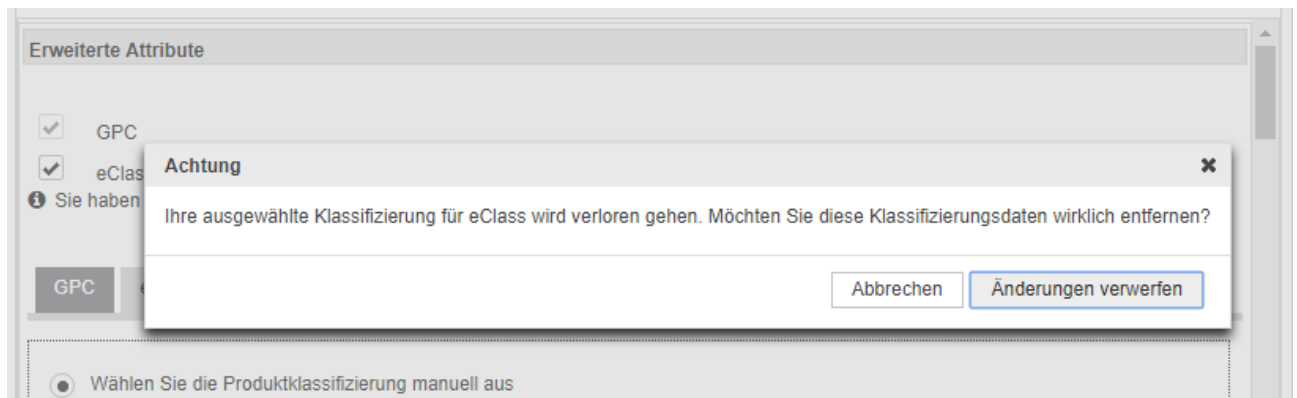 Erweiterte Attribute
GPC
eClas
Achtung
Sie haben
Ihre ausgewählte Klassifizierung für eClass wird verloren gehen. Möchten Sie diese Klassifizierungsdaten wirklich entfernen?
GPC
Abbrechen
Änderungen verwerfen
Wählen Sie die Produktklassifizierung manuell aus